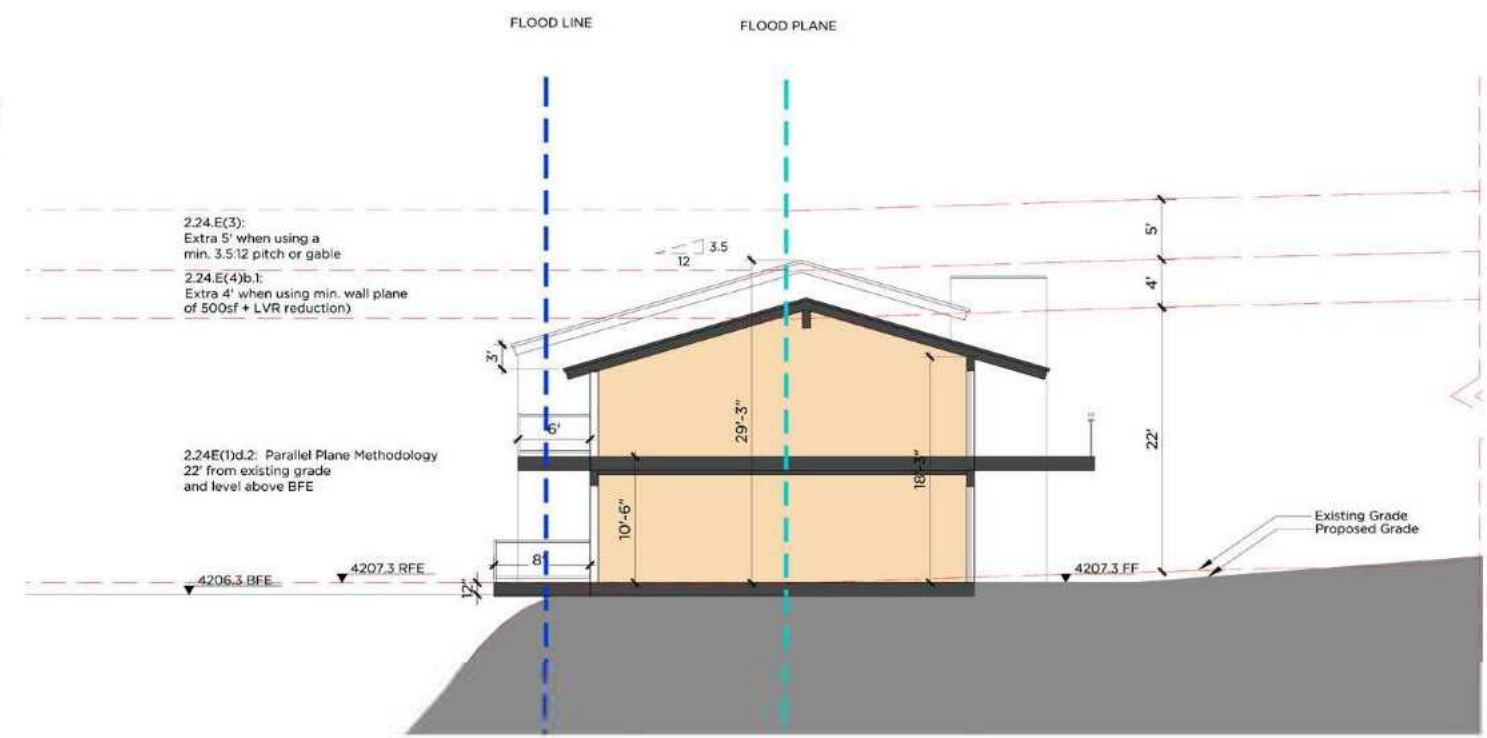 FLOOD LINE
FLOOD PLANE
2.24.E(3):
Extra 5' when using a
min. 3.5:12 pitch or gable
2.24.E(4)b.1:
Extra 4' when using min. wall plane
of 500sf + LVR reduction)
3.5
12
5'
4'
3'
29'-3"
6'
22'
18'-3"
2.24E(1)d.2: Parallel Plane Methodology
22' from existing grade
and level above BFE
10'-6"
8'
Existing Grade
Proposed Grade
4206.3 BFE
4207.3 RFE
12"
4207.3 FF